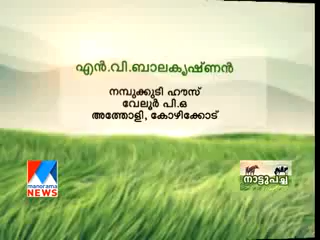 എൻ.വി.ബാലകൃഷ്ണൻ
നമ്പുക്കുടി ഹൗസ്
വേലൂർ പി.ഒ
അത്തോളി, കോഴിക്കോട്
manorama
NEWS
നാട്ടുപച്ച